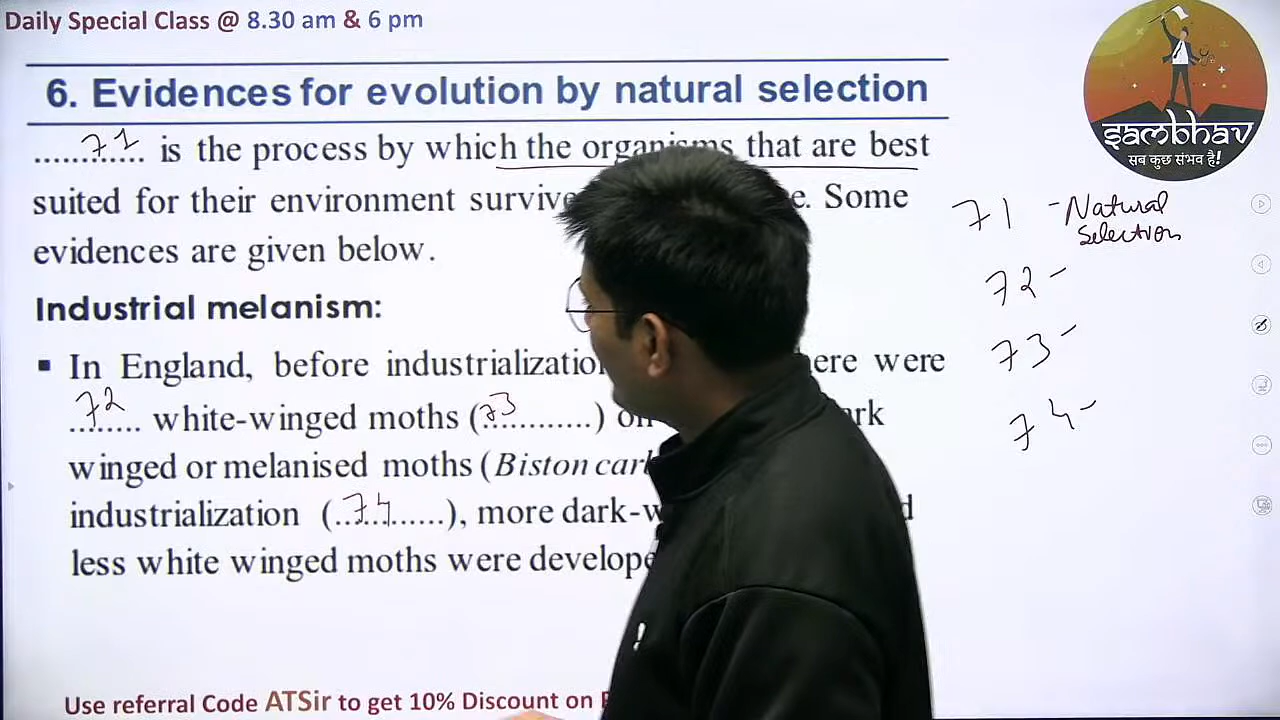 Daily Special Class @ 8.30 am & 6 pm
6. Evidences for evolution by natural selection
............ is the process by which the organisms that are best
71
suited for their environment survive e. Some
evidences are given below.
Industrial melanism:
▪ In England, before industrialization ere were
72
........ white-winged moths (............) on rk
73
winged or melanised moths (Biston car
industrialization (............), more dark-w d
74
less white winged moths were develope
Use referral Code ATSir to get 10% Discount on
sambhav
सब कुछ संभव है!
71 - Natural
Selection
72 -
73 -
74 -